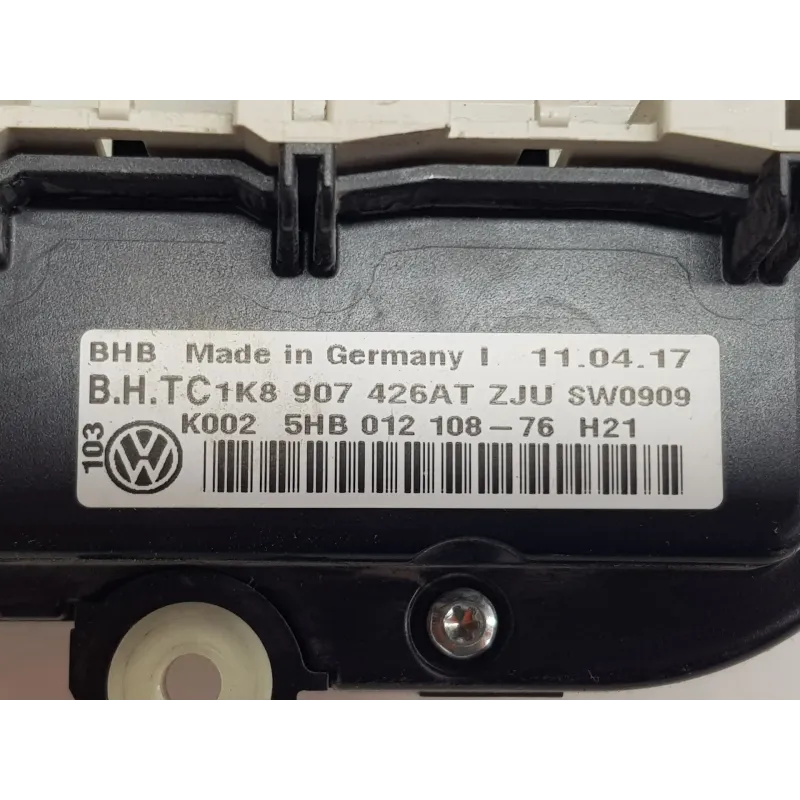 BHB Made in Germany I 11.04.17
B.H.TC1K8 907 426AT ZJU SW0909
K002 5HB 012 108-76 H21
103